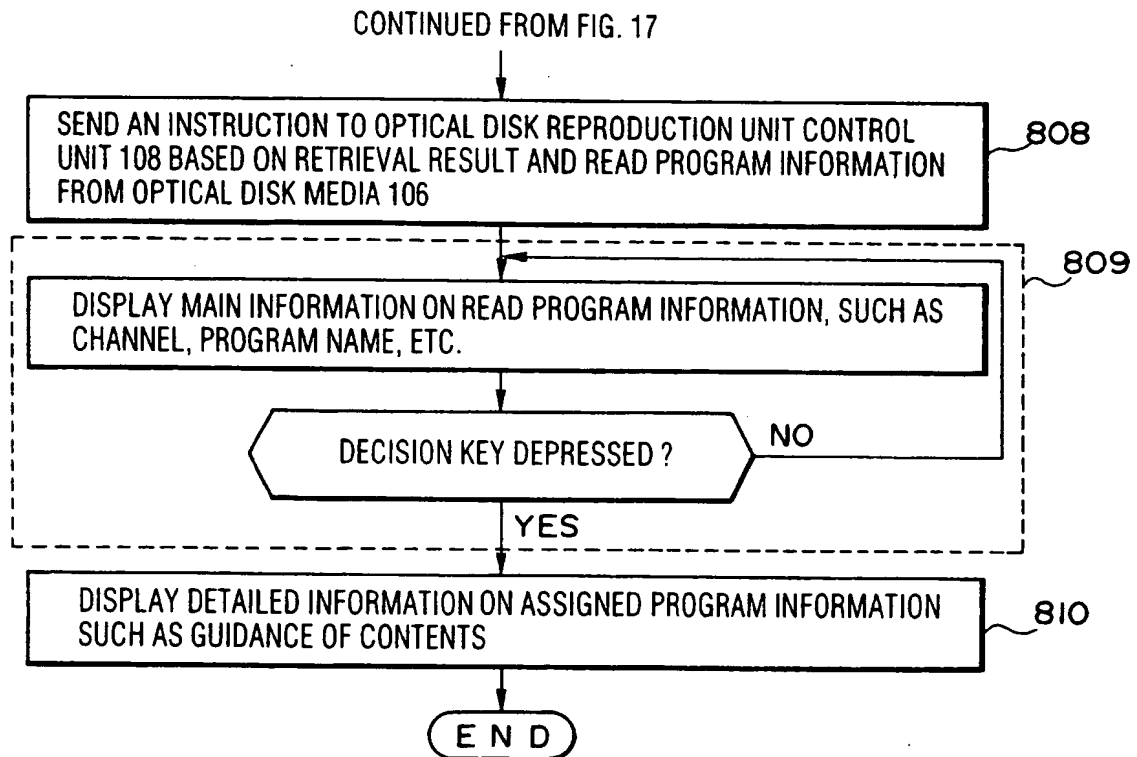 CONTINUED FROM FIG. 17
SEND AN INSTRUCTION TO OPTICAL DISK REPRODUCTION UNIT CONTROL
UNIT 108 BASED ON RETRIEVAL RESULT AND READ PROGRAM INFORMATION
FROM OPTICAL DISK MEDIA 106
808
809
DISPLAY MAIN INFORMATION ON READ PROGRAM INFORMATION, SUCH AS
CHANNEL, PROGRAM NAME, ETC.
DECISION KEY DEPRESSED ?
NO
YES
DISPLAY DETAILED INFORMATION ON ASSIGNED PROGRAM INFORMATION
SUCH AS GUIDANCE OF CONTENTS
810
END